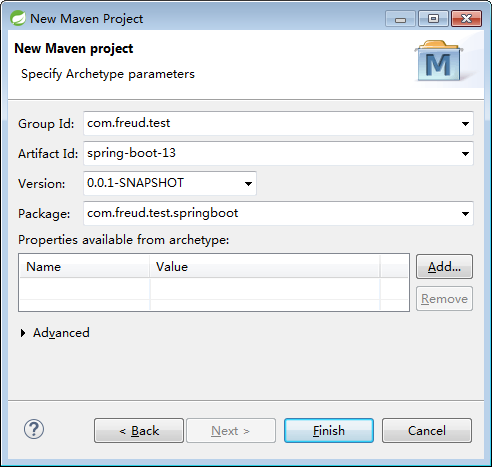 New Maven Project
New Maven project
Specify Archetype parameters
M
Group Id: com.freud.test
Artifact Id: spring-boot-13
Version: 0.0.1-SNAPSHOT
Package: com.freud.test.springboot
Properties available from archetype:
Name Value
Add...
Remove
Advanced
? < Back Next > Finish Cancel